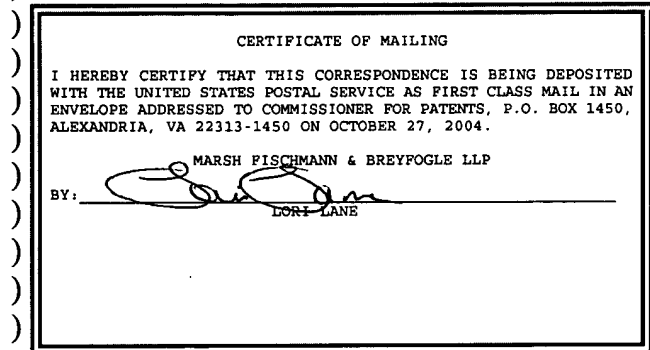 CERTIFICATE OF MAILING
I HEREBY CERTIFY THAT THIS CORRESPONDENCE IS BEING DEPOSITED
WITH THE UNITED STATES POSTAL SERVICE AS FIRST CLASS MAIL IN AN
ENVELOPE ADDRESSED TO COMMISSIONER FOR PATENTS, P.O. BOX 1450,
ALEXANDRIA, VA 22313-1450 ON OCTOBER 27, 2004.
MARSH FISCHMANN & BREYFOGLE LLP
BY: Lori Lane
LORI LANE